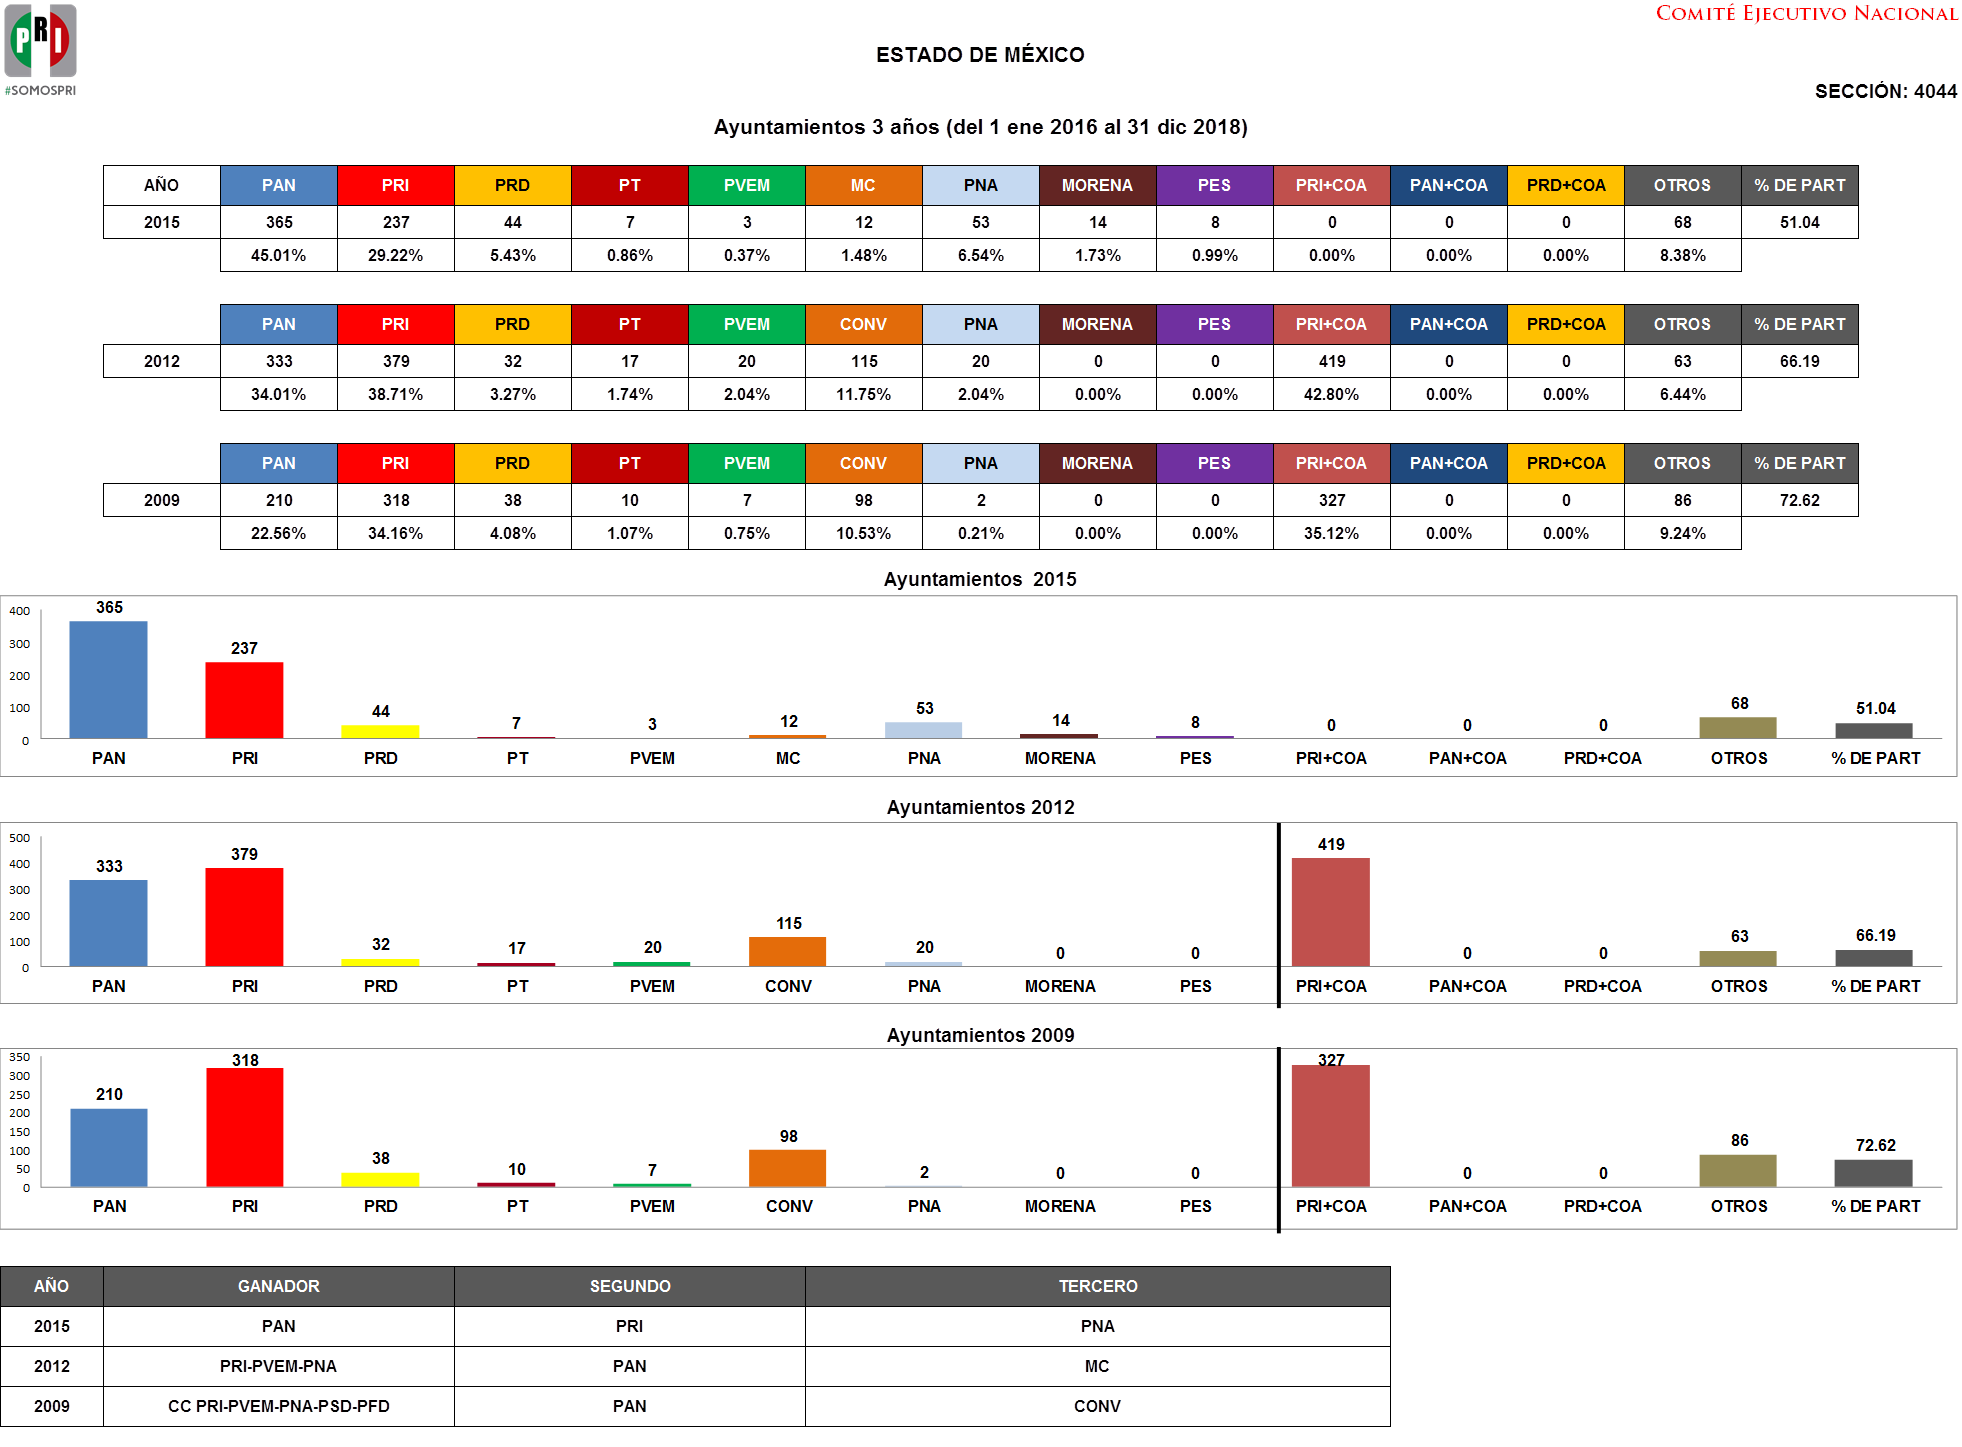 COMITÉ EJECUTIVO NACIONAL
PRI
#SOMOSPRI
ESTADO DE MÉXICO
SECCIÓN: 4044
Ayuntamientos 3 años (del 1 ene 2016 al 31 dic 2018)
AÑO PAN PRI PRD PT PVEM MC PNA MORENA PES PRI+COA PAN+COA PRD+COA OTROS % DE PART
2015 365 237 44 7 3 12 53 14 8 0 0 0 68 51.04
45.01% 29.22% 5.43% 0.86% 0.37% 1.48% 6.54% 1.73% 0.99% 0.00% 0.00% 0.00% 8.38%
PAN PRI PRD PT PVEM CONV PNA MORENA PES PRI+COA PAN+COA PRD+COA OTROS % DE PART
2012 333 379 32 17 20 115 20 0 0 419 0 0 63 66.19
34.01% 38.71% 3.27% 1.74% 2.04% 11.75% 2.04% 0.00% 0.00% 42.80% 0.00% 0.00% 6.44%
PAN PRI PRD PT PVEM CONV PNA MORENA PES PRI+COA PAN+COA PRD+COA OTROS % DE PART
2009 210 318 38 10 7 98 2 0 0 327 0 0 86 72.62
22.56% 34.16% 4.08% 1.07% 0.75% 10.53% 0.21% 0.00% 0.00% 35.12% 0.00% 0.00% 9.24%
Ayuntamientos 2015
400
300
200
100
0
365 237 44 7 3 12 53 14 8 0 0 0 68 51.04
PAN PRI PRD PT PVEM MC PNA MORENA PES PRI+COA PAN+COA PRD+COA OTROS % DE PART
Ayuntamientos 2012
500
400
300
200
100
0
333 379 32 17 20 115 20 0 0 419 0 0 63 66.19
PAN PRI PRD PT PVEM CONV PNA MORENA PES PRI+COA PAN+COA PRD+COA OTROS % DE PART
Ayuntamientos 2009
350
300
250
200
150
100
50
0
210 318 38 10 7 98 2 0 0 327 0 0 86 72.62
PAN PRI PRD PT PVEM CONV PNA MORENA PES PRI+COA PAN+COA PRD+COA OTROS % DE PART
AÑO GANADOR SEGUNDO TERCERO
2015 PAN PRI PNA
2012 PRI-PVEM-PNA PAN MC
2009 CC PRI-PVEM-PNA-PSD-PFD PAN CONV